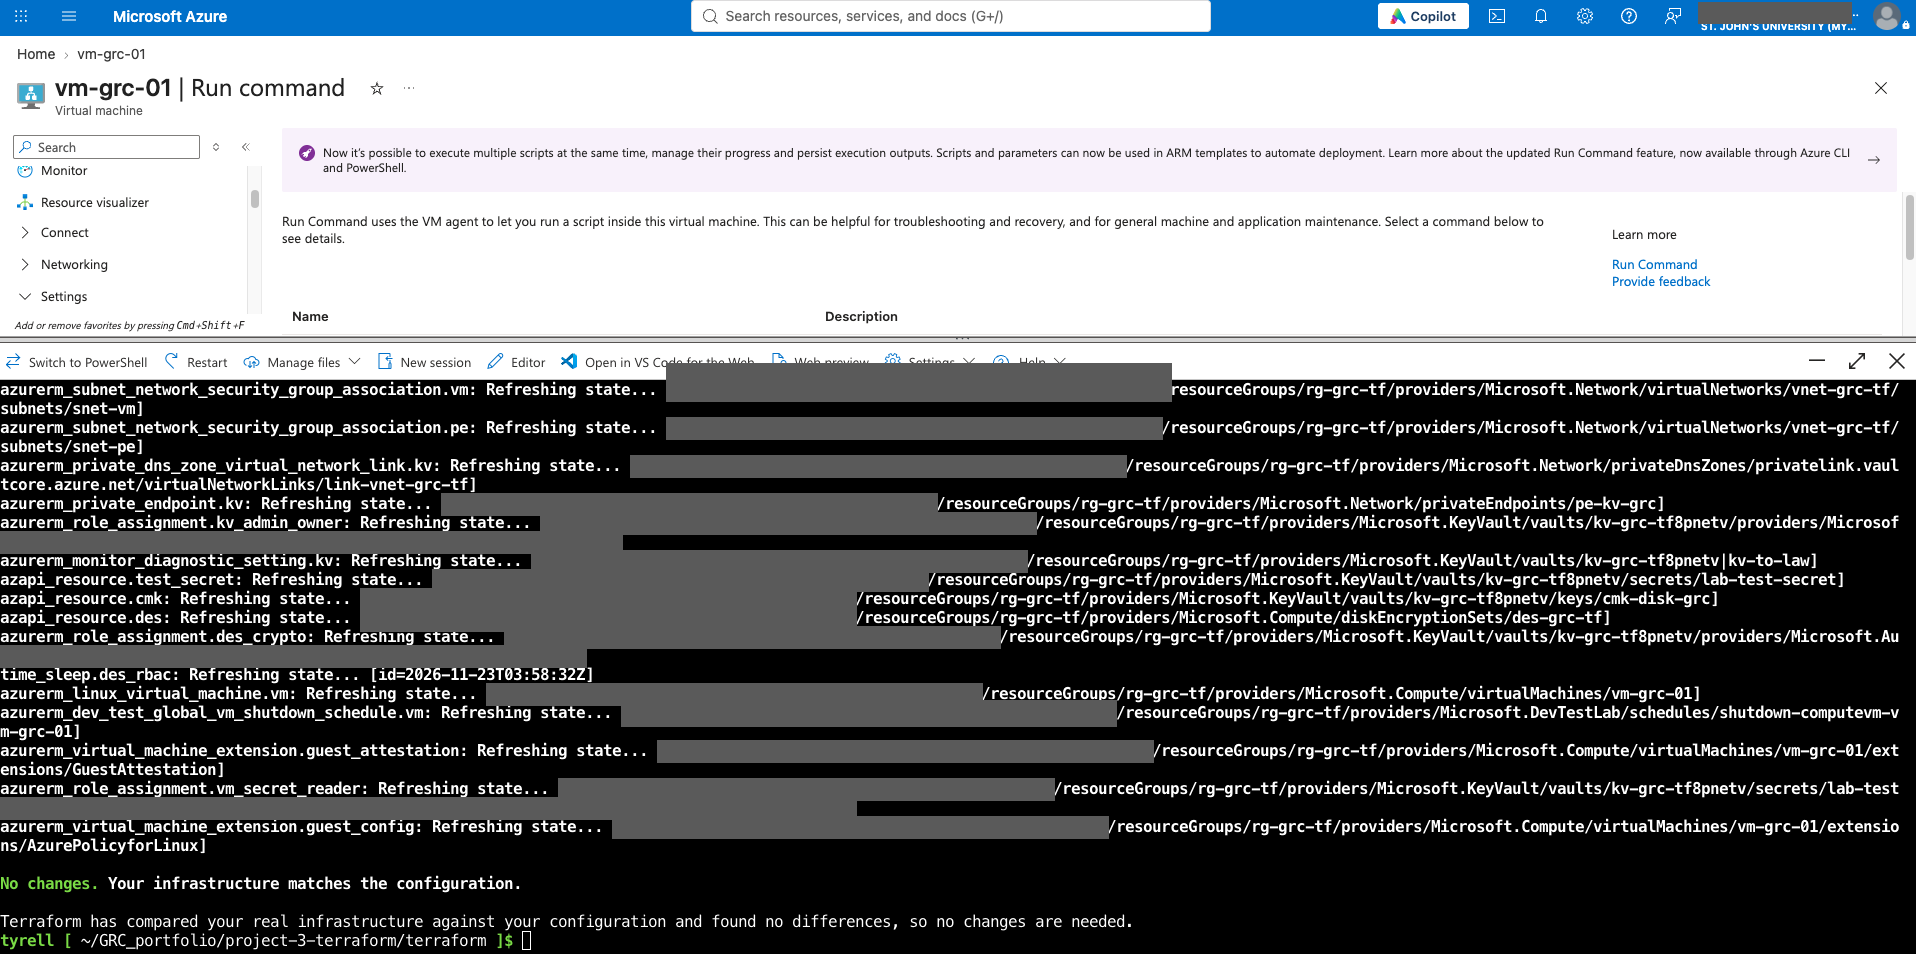 Microsoft Azure
Search resources, services, and docs (G+/)
Copilot
ST. JOHN'S UNIVERSITY (MY...
Home > vm-grc-01
vm-grc-01 | Run command
Virtual machine
Search
Monitor
Resource visualizer
Connect
Networking
Settings
Add or remove favorites by pressing Cmd+Shift+F
Now it's possible to execute multiple scripts at the same time, manage their progress and persist execution outputs. Scripts and parameters can now be used in ARM templates to automate deployment. Learn more about the updated Run Command feature, now available through Azure CLI
and PowerShell.
Run Command uses the VM agent to let you run a script inside this virtual machine. This can be helpful for troubleshooting and recovery, and for general machine and application maintenance. Select a command below to
see details.
Learn more
Run Command
Provide feedback
Name Description
Switch to PowerShell Restart Manage files New session Editor Open in VS Code for the Web Web preview Settings Help
azurerm_subnet_network_security_group_association.vm: Refreshing state... resourceGroups/rg-grc-tf/providers/Microsoft.Network/virtualNetworks/vnet-grc-tf/
subnets/snet-vm]
azurerm_subnet_network_security_group_association.pe: Refreshing state... /resourceGroups/rg-grc-tf/providers/Microsoft.Network/virtualNetworks/vnet-grc-tf/
subnets/snet-pe]
azurerm_private_dns_zone_virtual_network_link.kv: Refreshing state... /resourceGroups/rg-grc-tf/providers/Microsoft.Network/privateDnsZones/privatelink.vaul
tcore.azure.net/virtualNetworkLinks/link-vnet-grc-tf]
azurerm_private_endpoint.kv: Refreshing state... /resourceGroups/rg-grc-tf/providers/Microsoft.Network/privateEndpoints/pe-kv-grc]
azurerm_role_assignment.kv_admin_owner: Refreshing state... /resourceGroups/rg-grc-tf/providers/Microsoft.KeyVault/vaults/kv-grc-tf8pnetv/providers/Microsof
azurerm_monitor_diagnostic_setting.kv: Refreshing state... /resourceGroups/rg-grc-tf/providers/Microsoft.KeyVault/vaults/kv-grc-tf8pnetv|kv-to-law]
azapi_resource.test_secret: Refreshing state... /resourceGroups/rg-grc-tf/providers/Microsoft.KeyVault/vaults/kv-grc-tf8pnetv/secrets/lab-test-secret]
azapi_resource.cmk: Refreshing state... /resourceGroups/rg-grc-tf/providers/Microsoft.KeyVault/vaults/kv-grc-tf8pnetv/keys/cmk-disk-grc]
azapi_resource.des: Refreshing state... /resourceGroups/rg-grc-tf/providers/Microsoft.Compute/diskEncryptionSets/des-grc-tf]
azurerm_role_assignment.des_crypto: Refreshing state... /resourceGroups/rg-grc-tf/providers/Microsoft.KeyVault/vaults/kv-grc-tf8pnetv/providers/Microsoft.Au
time_sleep.des_rbac: Refreshing state... [id=2026-11-23T03:58:32Z]
azurerm_linux_virtual_machine.vm: Refreshing state... /resourceGroups/rg-grc-tf/providers/Microsoft.Compute/virtualMachines/vm-grc-01]
azurerm_dev_test_global_vm_shutdown_schedule.vm: Refreshing state... /resourceGroups/rg-grc-tf/providers/Microsoft.DevTestLab/schedules/shutdown-computevm-v
m-grc-01]
azurerm_virtual_machine_extension.guest_attestation: Refreshing state... /resourceGroups/rg-grc-tf/providers/Microsoft.Compute/virtualMachines/vm-grc-01/ext
ensions/GuestAttestation]
azurerm_role_assignment.vm_secret_reader: Refreshing state... /resourceGroups/rg-grc-tf/providers/Microsoft.KeyVault/vaults/kv-grc-tf8pnetv/secrets/lab-test
azurerm_virtual_machine_extension.guest_config: Refreshing state... /resourceGroups/rg-grc-tf/providers/Microsoft.Compute/virtualMachines/vm-grc-01/extensio
ns/AzurePolicyforLinux]
No changes. Your infrastructure matches the configuration.
Terraform has compared your real infrastructure against your configuration and found no differences, so no changes are needed.
tyrell [ ~/GRC_portfolio/project-3-terraform/terraform ]$